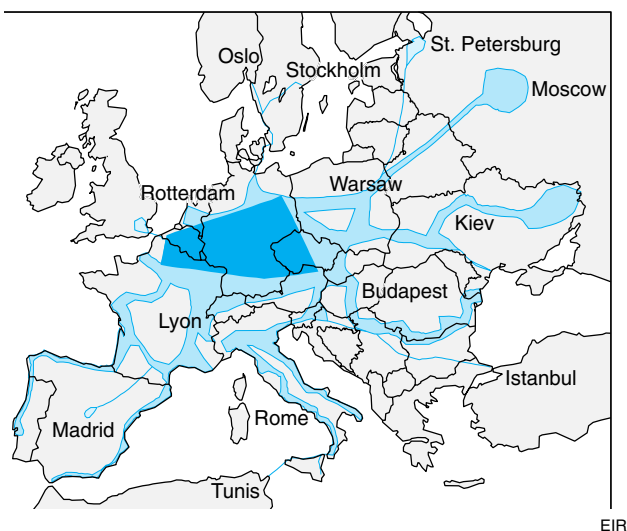 St. Petersburg
Oslo
Stockholm
Moscow
Rotterdam
Warsaw
Kiev
Budapest
Lyon
Istanbul
Rome
Madrid
Tunis
EIR